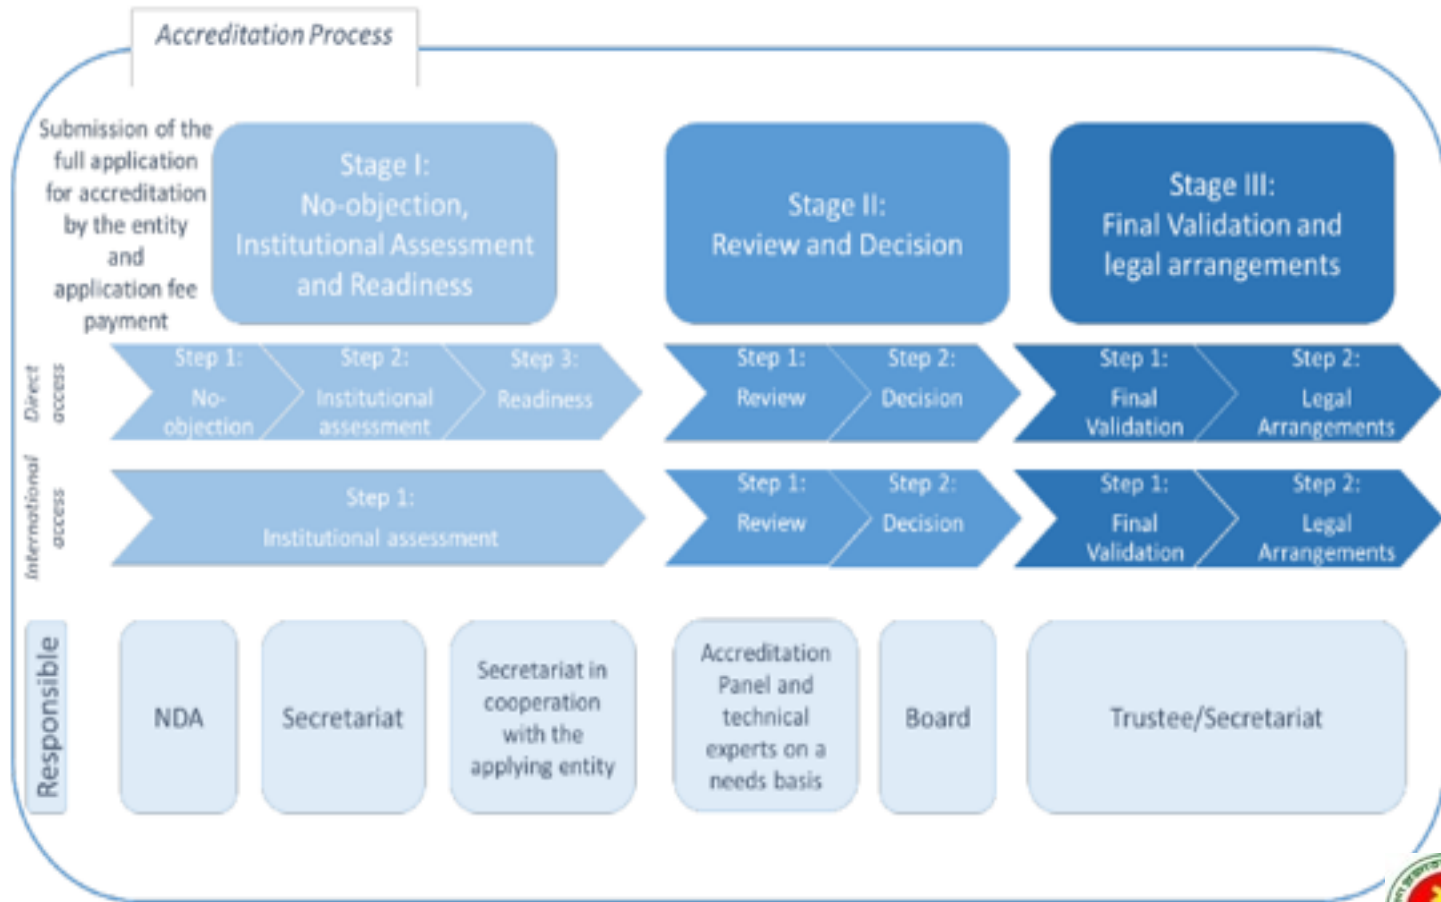 Accreditation Process
Submission of the
full application
for accreditation
by the entity
and
application fee
payment
Stage I:
No-objection,
Institutional Assessment
and Readiness
Stage II:
Review and Decision
Stage III:
Final Validation and
legal arrangements
Direct
access
Step 1:
No-
objection
Step 2:
Institutional
assessment
Step 3:
Readiness
Step 1:
Review
Step 2:
Decision
Step 1:
Final
Validation
Step 2:
Legal
Arrangements
International
access
Step 1:
Institutional assessment
Step 1:
Review
Step 2:
Decision
Step 1:
Final
Validation
Step 2:
Legal
Arrangements
Responsible
NDA
Secretariat
Secretariat in
cooperation
with the
applying entity
Accreditation
Panel and
technical
experts on a
needs basis
Board
Trustee/Secretariat